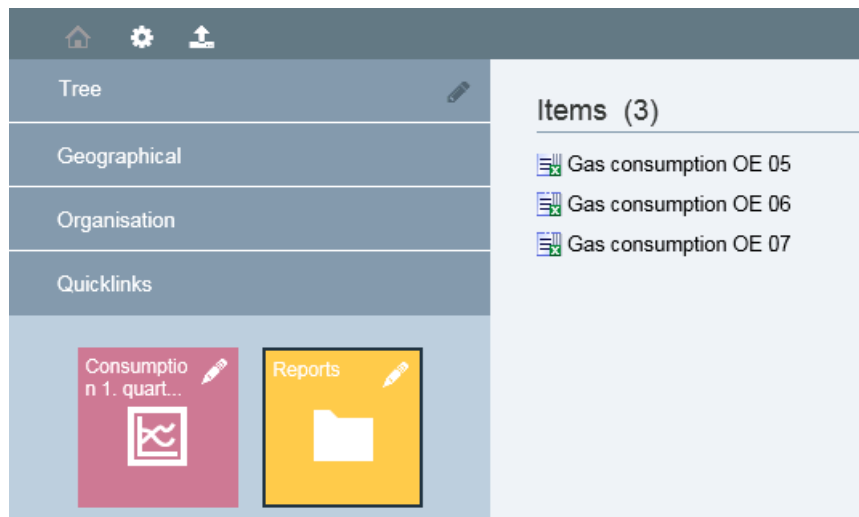 Tree
Geographical
Organisation
Quicklinks
Consumptio
n 1. quart...
Reports
Items (3)
Gas consumption OE 05
Gas consumption OE 06
Gas consumption OE 07